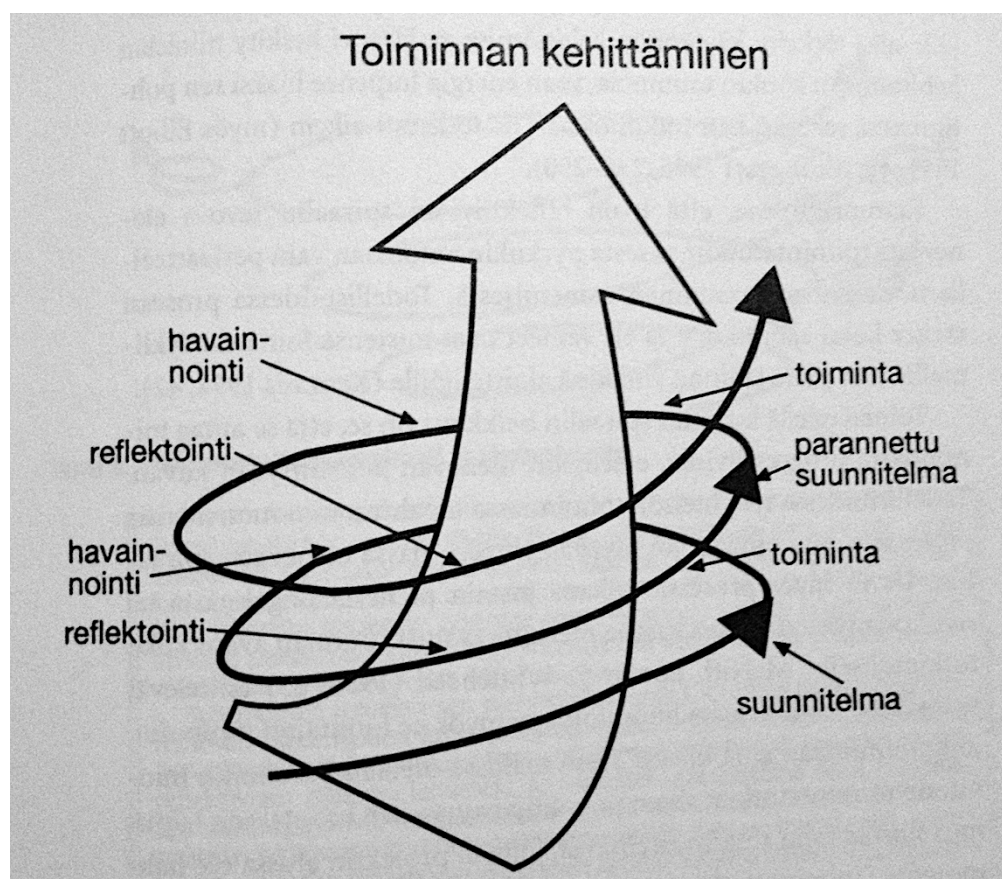 Toiminnan kehittäminen
havain-
nointi
toiminta
reflektointi
parannettu
suunnitelma
havain-
nointi
toiminta
reflektointi
suunnitelma